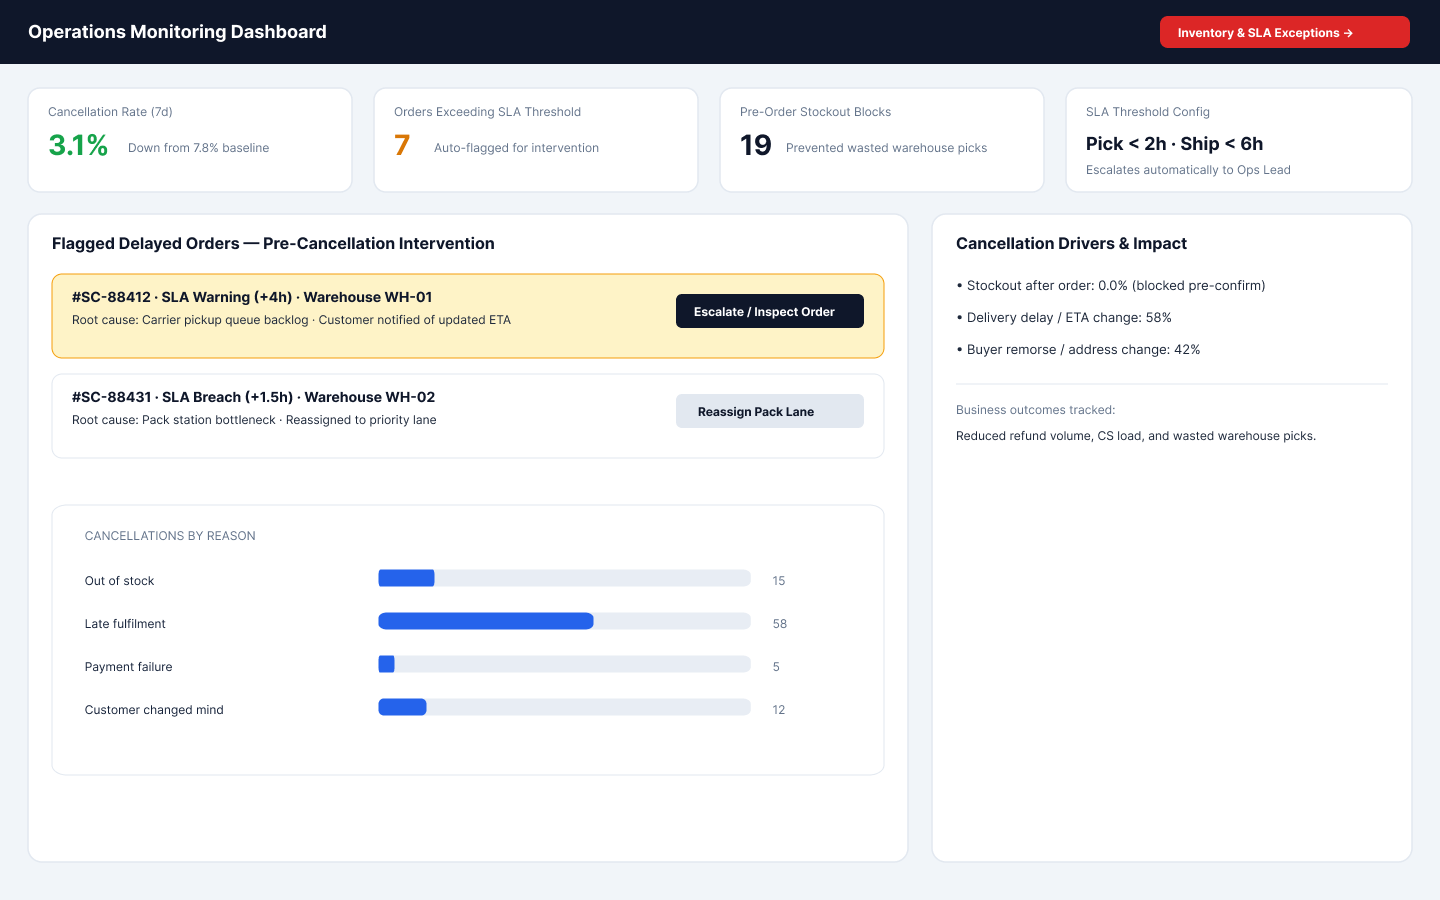 Operations Monitoring Dashboard
Inventory & SLA Exceptions →
Cancellation Rate (7d)
3.1% Down from 7.8% baseline
Orders Exceeding SLA Threshold
7 Auto-flagged for intervention
Pre-Order Stockout Blocks
19 Prevented wasted warehouse picks
SLA Threshold Config
Pick < 2h · Ship < 6h
Escalates automatically to Ops Lead
Flagged Delayed Orders — Pre-Cancellation Intervention
#SC-88412 · SLA Warning (+4h) · Warehouse WH-01
Root cause: Carrier pickup queue backlog · Customer notified of updated ETA
Escalate / Inspect Order
#SC-88431 · SLA Breach (+1.5h) · Warehouse WH-02
Root cause: Pack station bottleneck · Reassigned to priority lane
Reassign Pack Lane
CANCELLATIONS BY REASON
Out of stock 15
Late fulfilment 58
Payment failure 5
Customer changed mind 12
Cancellation Drivers & Impact
• Stockout after order: 0.0% (blocked pre-confirm)
• Delivery delay / ETA change: 58%
• Buyer remorse / address change: 42%
Business outcomes tracked:
Reduced refund volume, CS load, and wasted warehouse picks.